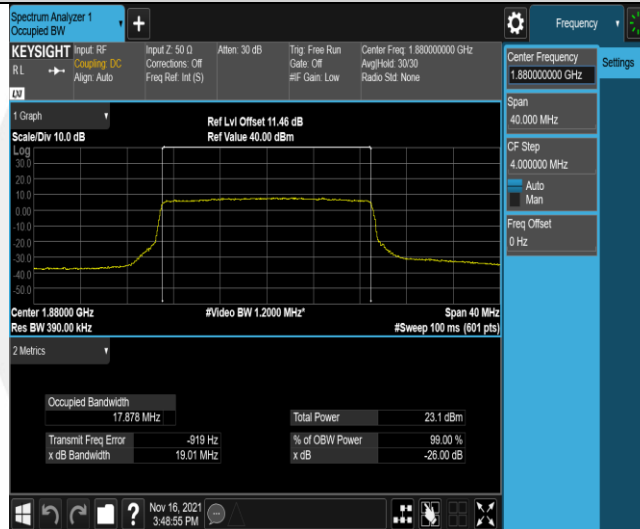 Spectrum Analyzer 1
Occupied BW
Frequency
KEYSIGHT
RL
LXI
Input: RF
Coupling: DC
Align: Auto
Input Z: 50 Ω
Corrections: Off
Freq Ref: Int (S)
Atten: 30 dB
Trig: Free Run
Gate: Off
#IF Gain: Low
Center Freq: 1.880000000 GHz
Avg|Hold: 30/30
Radio Std: None
Center Frequency
1.880000000 GHz
Settings
Span
40.000 MHz
CF Step
4.000000 MHz
Auto
Man
Freq Offset
0 Hz
1 Graph
Scale/Div 10.0 dB
Ref Lvl Offset 11.46 dB
Ref Value 40.00 dBm
Log
30.0
20.0
10.0
0.00
-10.0
-20.0
-30.0
-40.0
-50.0
Center 1.88000 GHz
Res BW 390.00 kHz
#Video BW 1.2000 MHz*
Span 40 MHz
#Sweep 100 ms (601 pts)
2 Metrics
Occupied Bandwidth
17.878 MHz
Total Power 23.1 dBm
Transmit Freq Error -919 Hz
% of OBW Power 99.00 %
x dB Bandwidth 19.01 MHz
x dB -26.00 dB
?
Nov 16, 2021
3:48:55 PM